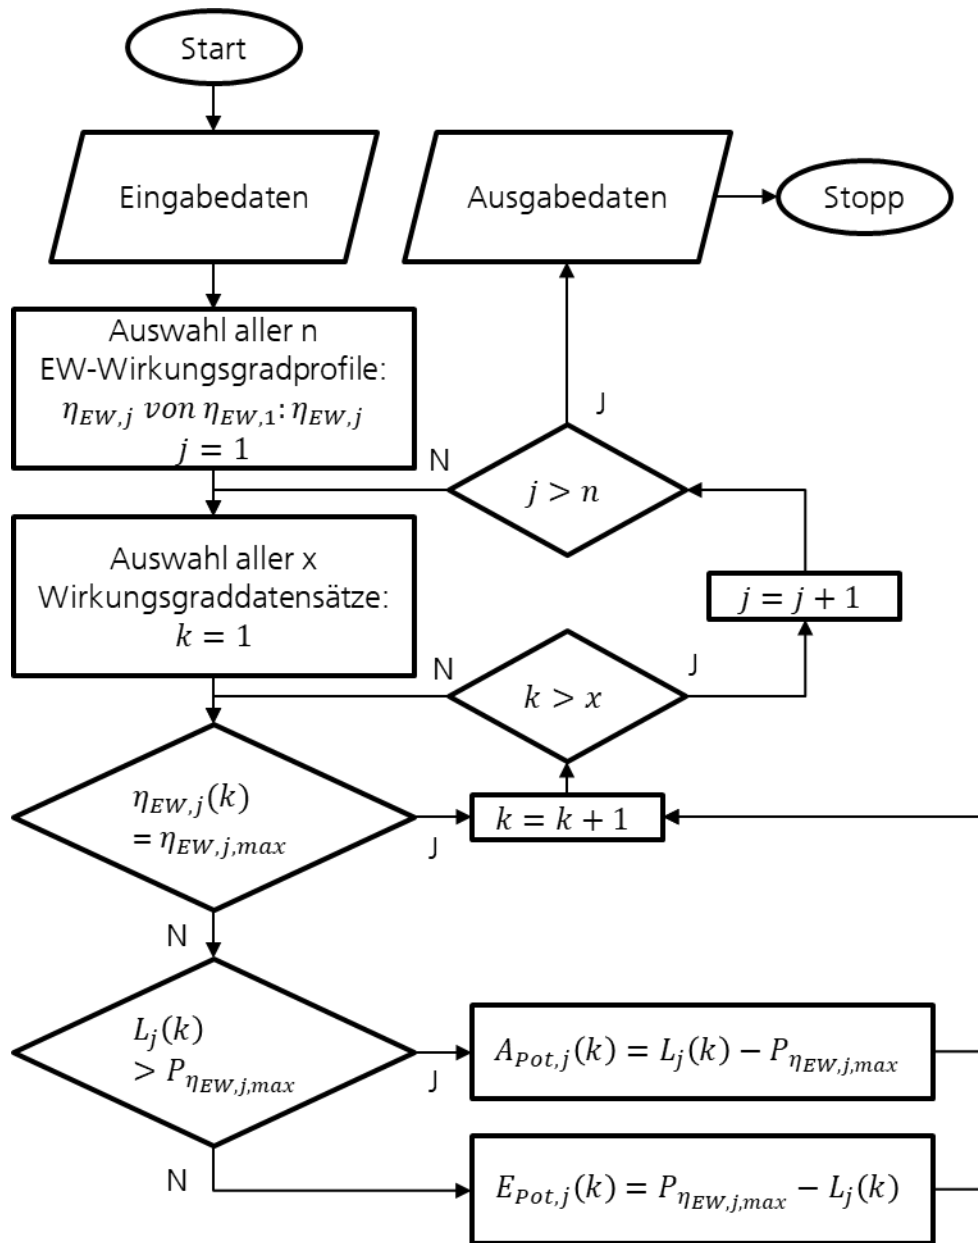 Start
Eingabedaten
Ausgabedaten
Stopp
Auswahl aller n
EW-Wirkungsgradprofile:
η_{EW,j} von η_{EW,1}: η_{EW,j}
j = 1
J
N
j > n
Auswahl aller x
Wirkungsgraddatensätze:
k = 1
j = j + 1
N
J
k > x
η_{EW,j}(k)
= η_{EW,j,max}
J
k = k + 1
N
L_j(k)
> P_{η_{EW,j,max}}
J
A_{Pot,j}(k) = L_j(k) − P_{η_{EW,j,max}}
N
E_{Pot,j}(k) = P_{η_{EW,j,max}} − L_j(k)